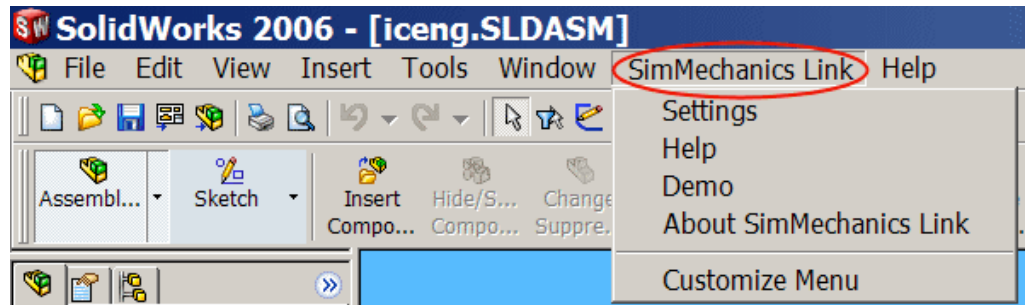 SW SolidWorks 2006 - [iceng.SLDASM]
File Edit View Insert Tools Window SimMechanics Link Help
Settings
Help
Demo
About SimMechanics Link
Customize Menu
Assembl... Sketch Insert Compo... Hide/S... Compo... Change Suppre.